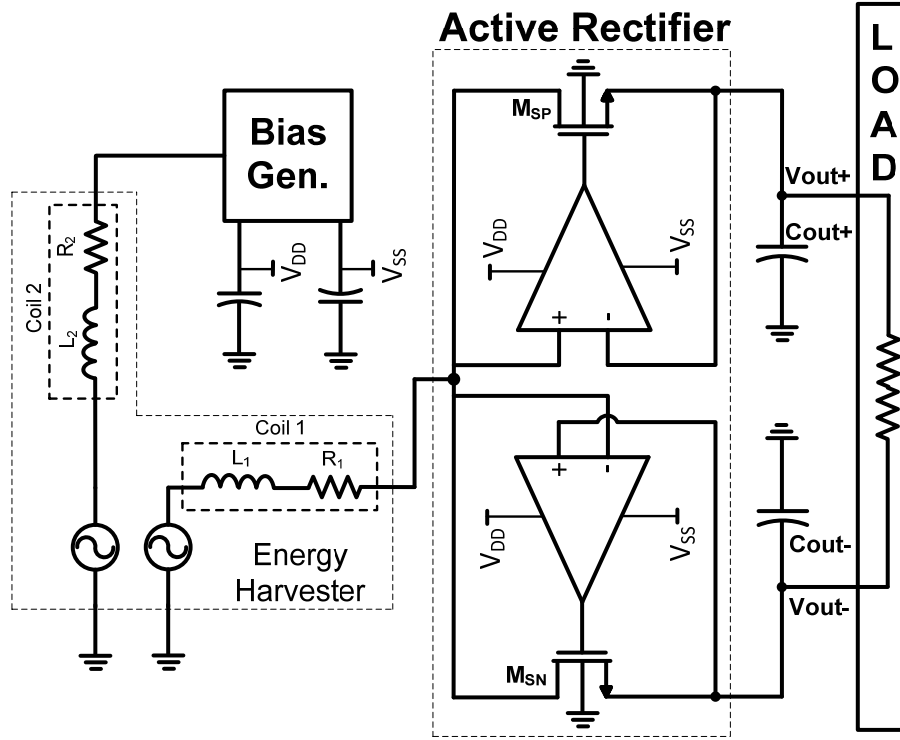 Active Rectifier
LOAD
Bias
Gen.
M_SP
Vout+
Cout+
V_DD
V_SS
V_DD
V_SS
+ -
R_2
L_2
Coil 2
Coil 1
L_1
R_1
+ -
V_DD
V_SS
Energy
Harvester
Cout-
Vout-
M_SN